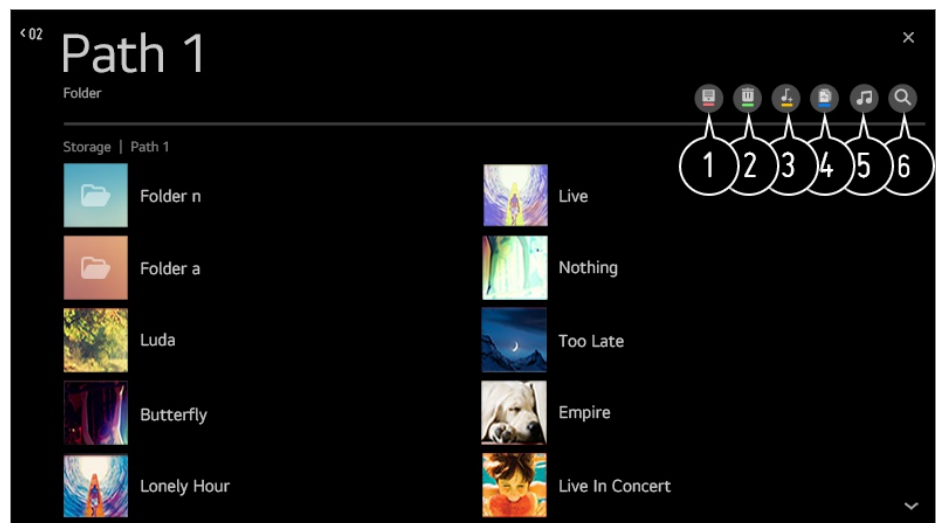 < 02
Path 1
Folder
×
1 2 3 4 5 6
Storage | Path 1
Folder n
Folder a
Luda
Butterfly
Lonely Hour
Live
Nothing
Too Late
Empire
Live In Concert